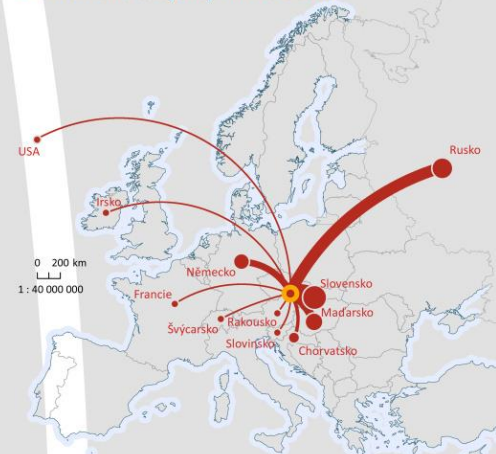 USA
Rusko
Irsko
0 200 km
1 : 40 000 000
Německo
Slovensko
Francie
Maďarsko
Rakousko
Švýcarsko
Slovinsko
Chorvatsko